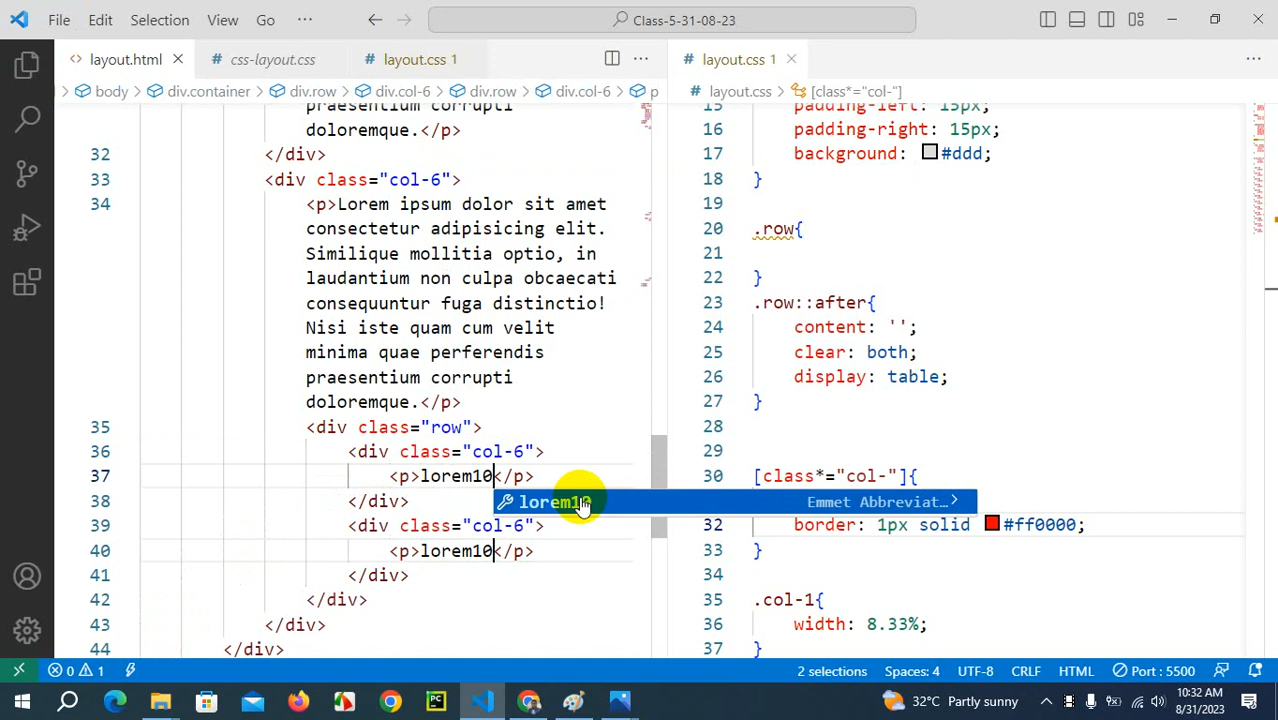 File Edit Selection View Go ··· Class-5-31-08-23
layout.html css-layout.css layout.css 1 ···
body div.container div.row div.col-6 div.row div.col-6 p
praesentium corrupti
doloremque.</p>
32 </div>
33 <div class="col-6">
34 <p>Lorem ipsum dolor sit amet
consectetur adipisicing elit.
Similique mollitia optio, in
laudantium non culpa obcaecati
consequuntur fuga distinctio!
Nisi iste quam cum velit
minima quae perferendis
praesentium corrupti
doloremque.</p>
35 <div class="row">
36 <div class="col-6">
37 <p>lorem10</p>
38 </div>
lorem10 Emmet Abbreviat…
39 <div class="col-6">
40 <p>lorem10</p>
41 </div>
42 </div>
43 </div>
44 </div>
layout.css 1 ···
layout.css [class*="col-"]
15 padding-left: 15px;
16 padding-right: 15px;
17 background: #ddd;
18 }
19
20 .row{
21
22 }
23 .row::after{
24 content: '';
25 clear: both;
26 display: table;
27 }
28
29
30 [class*="col-"]{
32 border: 1px solid #ff0000;
33 }
34
35 .col-1{
36 width: 8.33%;
37 }
0 1 2 selections Spaces: 4 UTF-8 CRLF HTML Port : 5500
PC 32°C Partly sunny 10:32 AM
8/31/2023